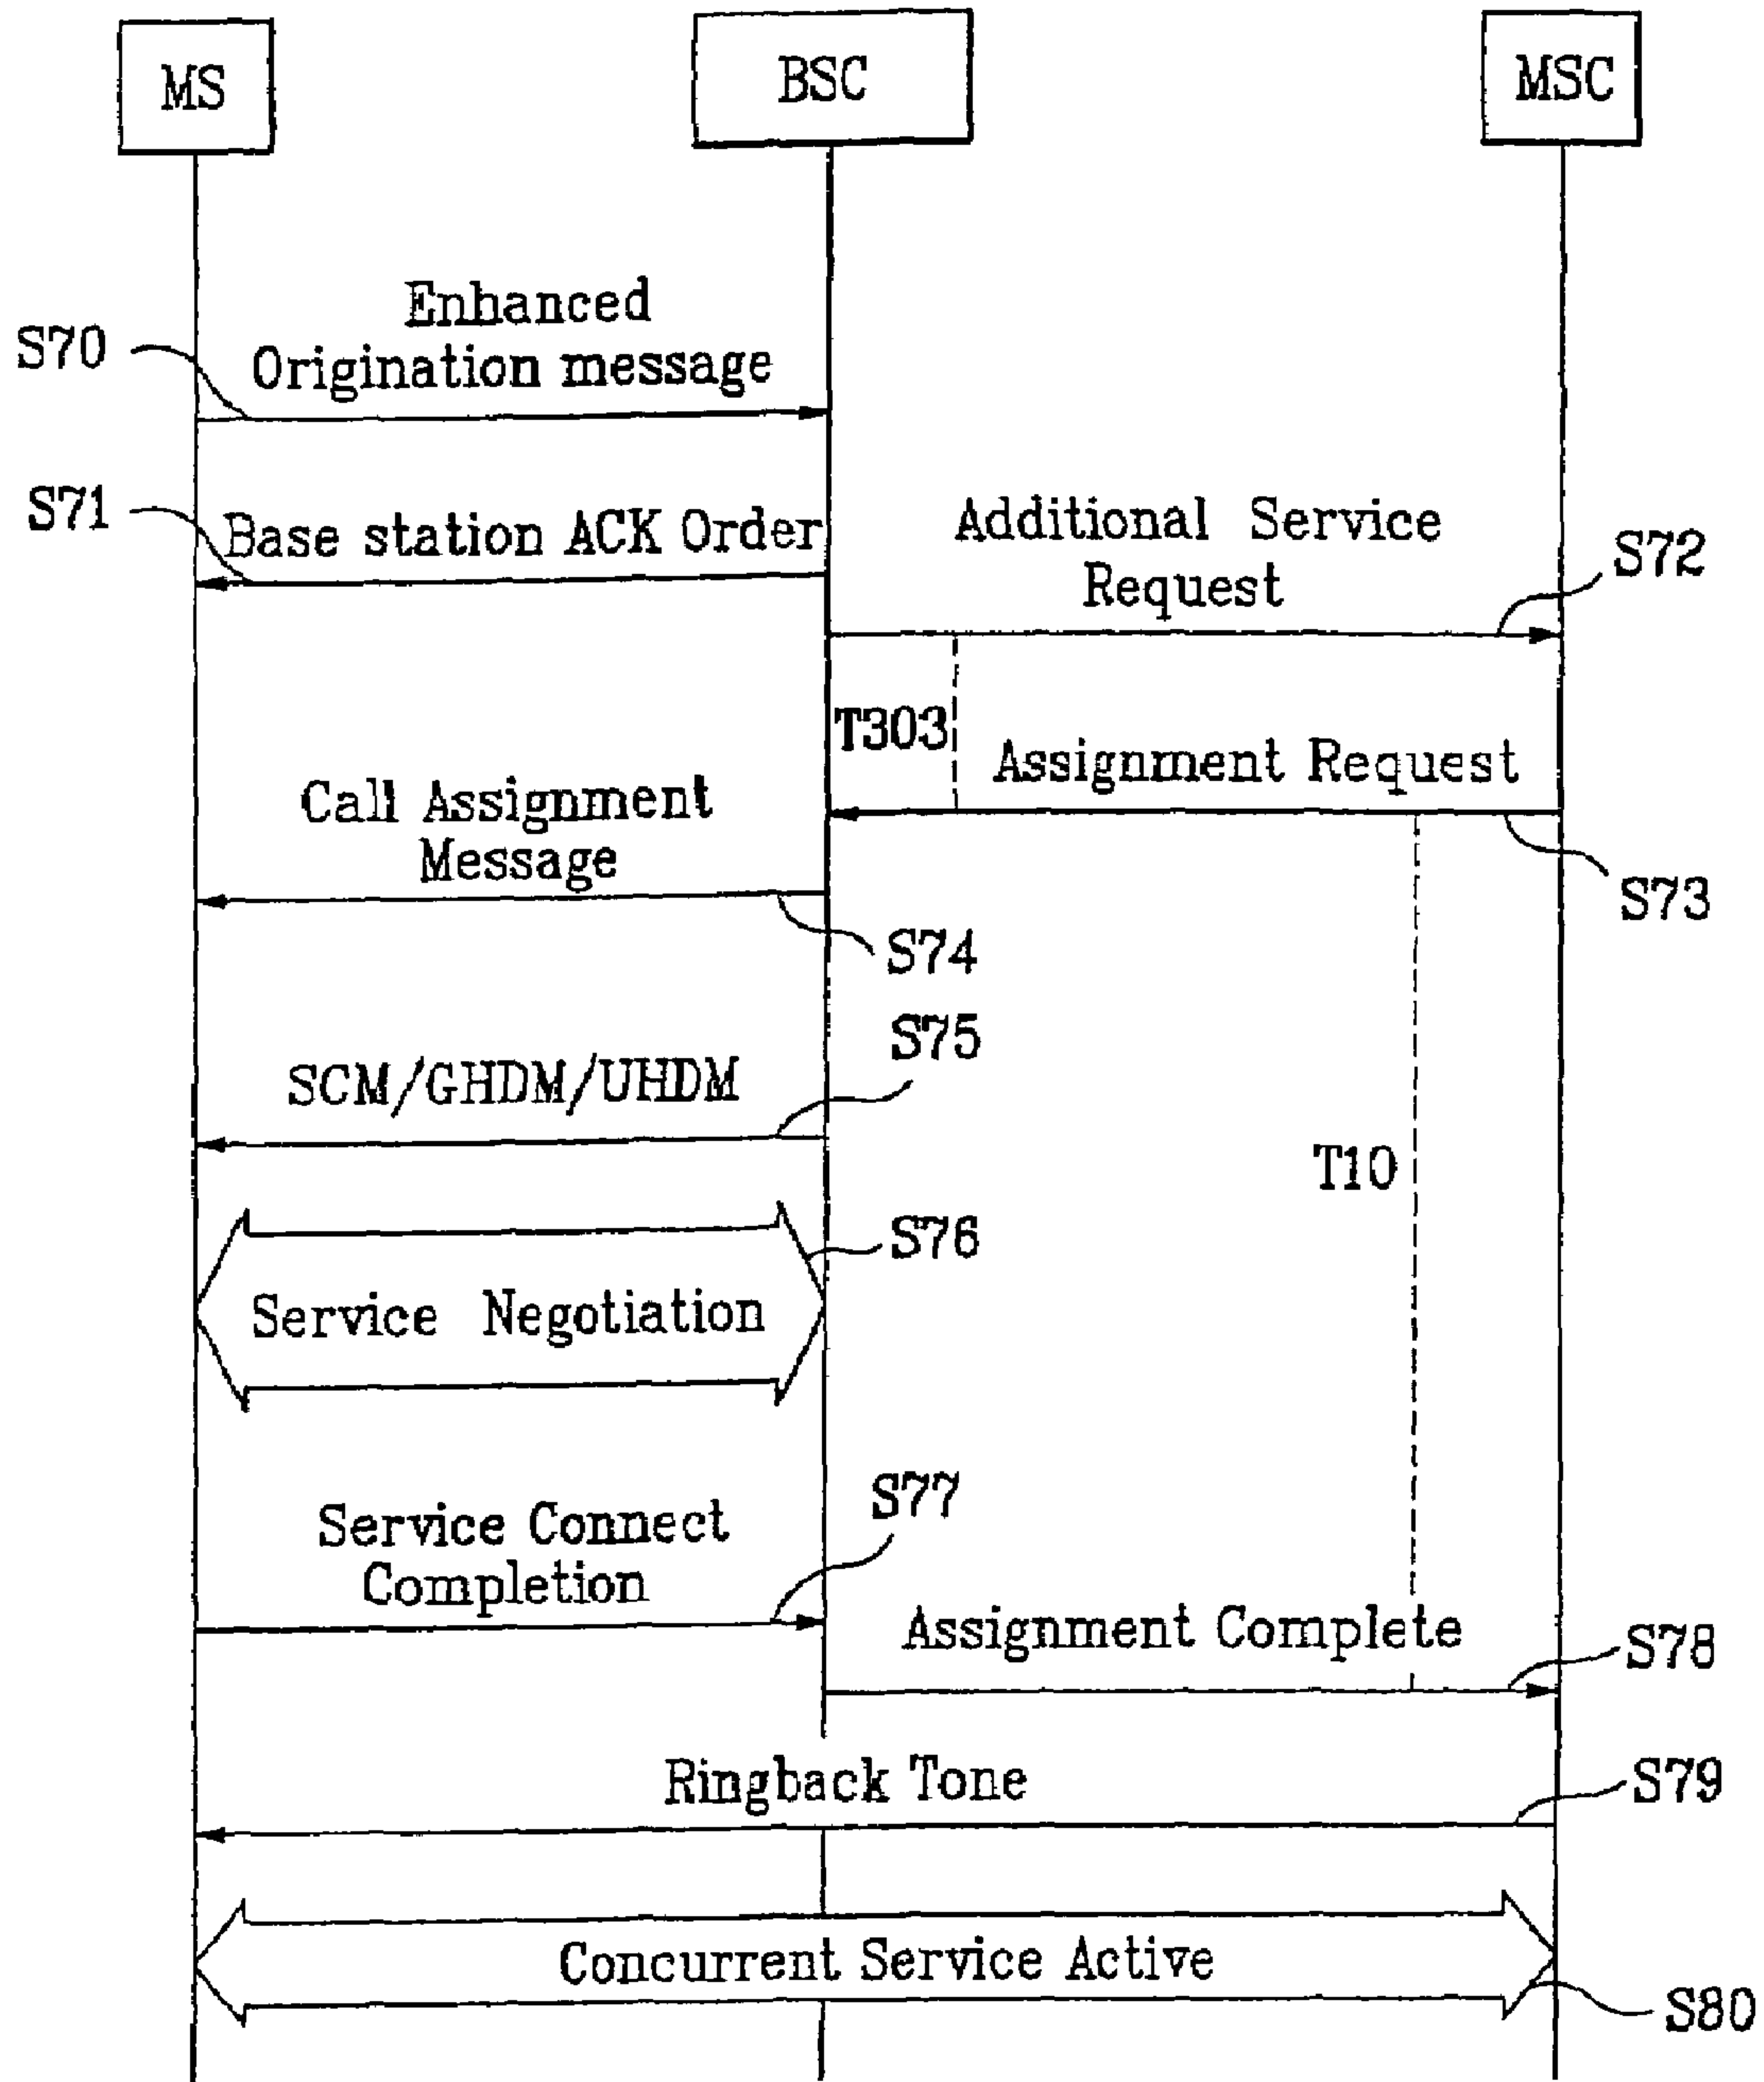 MS
BSC
MSC
Enhanced
Origination message
S70
S71
Base station ACK Order
Additional Service
Request
S72
T303
Assignment Request
S73
Call Assignment
Message
S74
S75
SCM/GHDM/UHDM
T10
S76
Service Negotiation
S77
Service Connect
Completion
Assignment Complete
S78
Ringback Tone
S79
Concurrent Service Active
S80